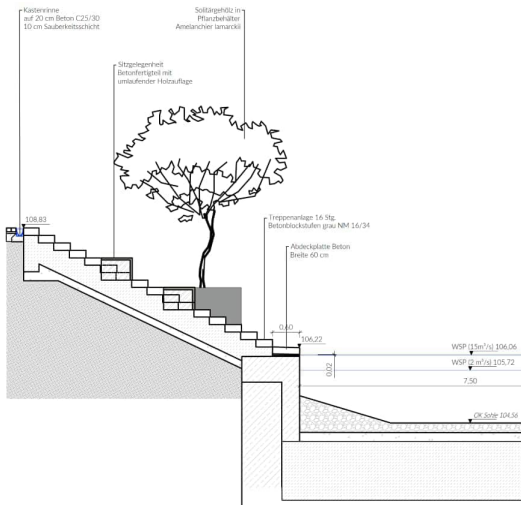 Kastenrinne
auf 20 cm Beton C25/30
10 cm Sauberkeitsschicht
Solitärgehölz in
Pflanzbehälter
Amelanchier lamarckii
Sitzgelegenheit
Betonfertigteil mit
umlaufender Holzauflage
108,83
Treppenanlage 16 Stg.
Betonblockstufen grau NM 16/34
Abdeckplatte Beton
Breite 60 cm
0,60
106,22
WSP (15m³/s) 106,06
WSP (2 m³/s) 105,72
0,02
7,50
OK Sohle 104,56